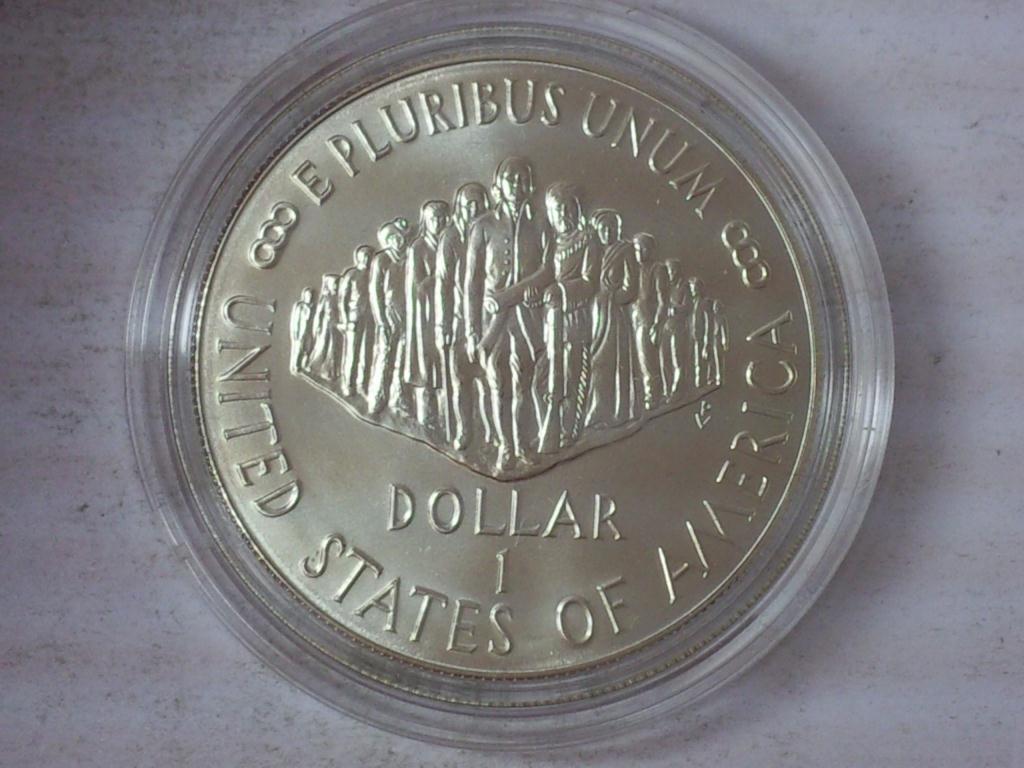 E PLURIBUS UNUM
DOLLAR
1
UNITED STATES OF AMERICA